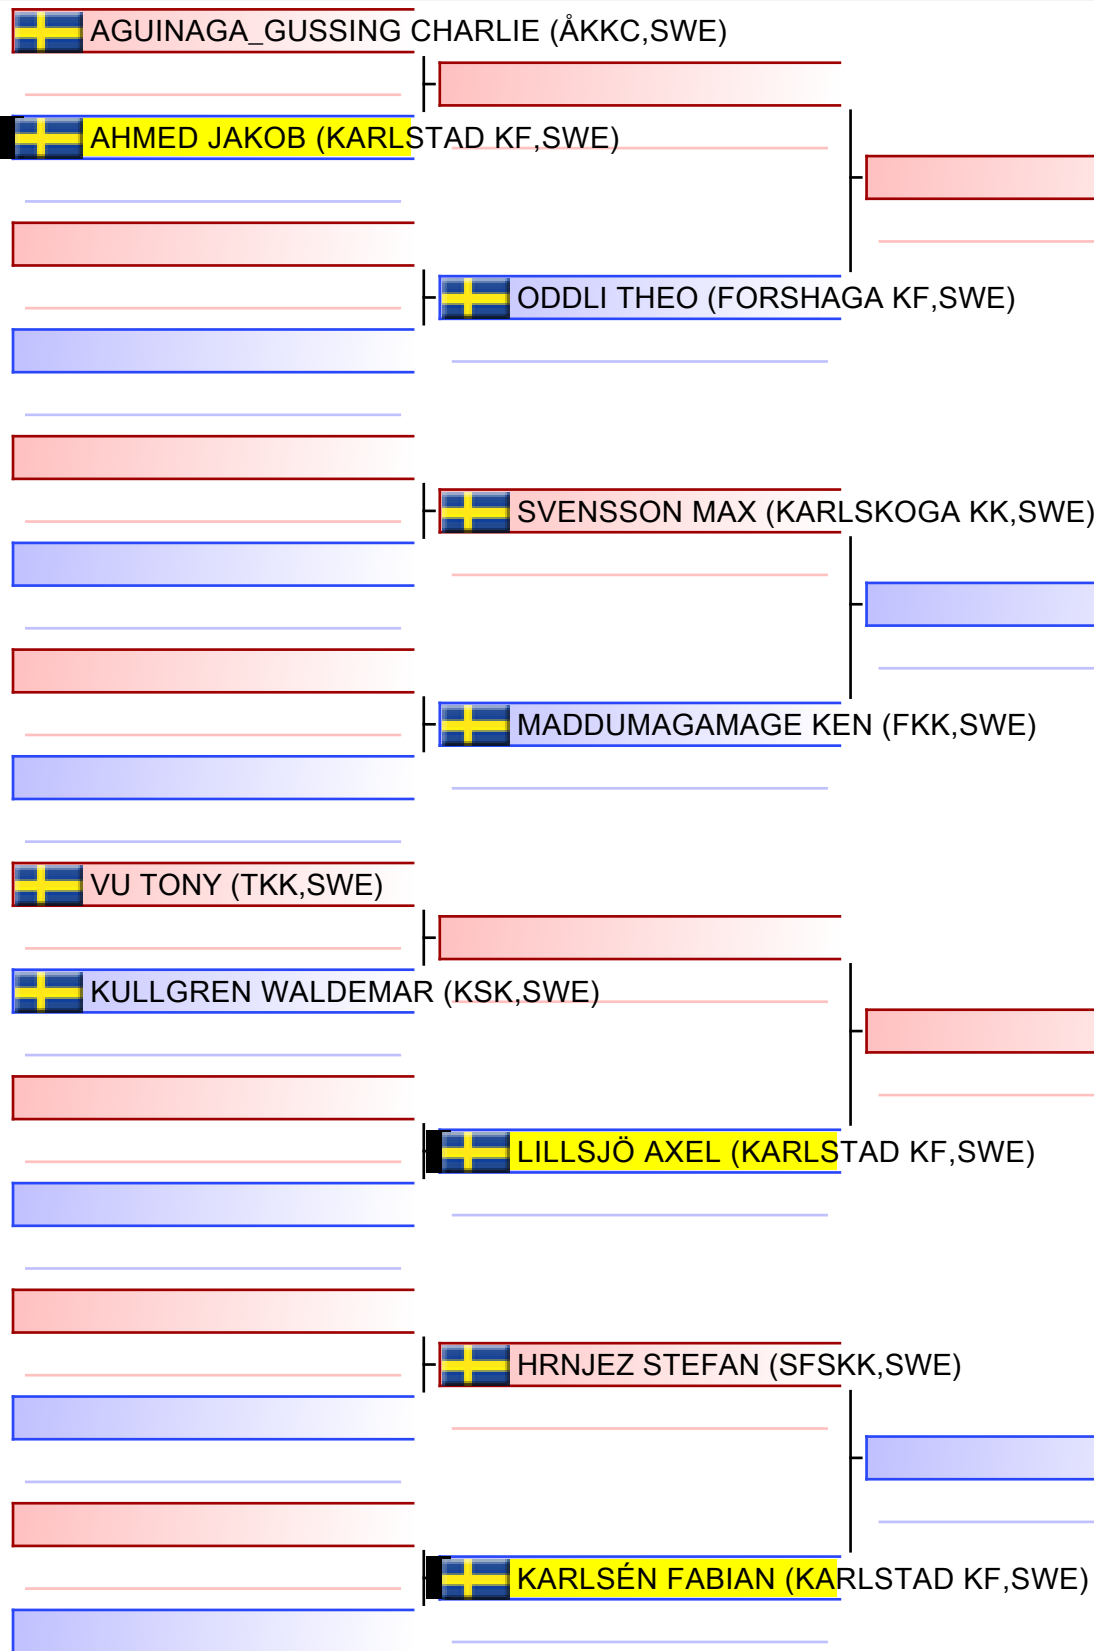 AGUINAGA_GUSSING CHARLIE (ÅKKC,SWE)
AHMED JAKOB (KARLSTAD KF,SWE)
ODDLI THEO (FORSHAGA KF,SWE)
SVENSSON MAX (KARLSKOGA KK,SWE)
MADDUMAGAMAGE KEN (FKK,SWE)
VU TONY (TKK,SWE)
KULLGREN WALDEMAR (KSK,SWE)
LILLSJÖ AXEL (KARLSTAD KF,SWE)
HRNJEZ STEFAN (SFSKK,SWE)
KARLSÉN FABIAN (KARLSTAD KF,SWE)